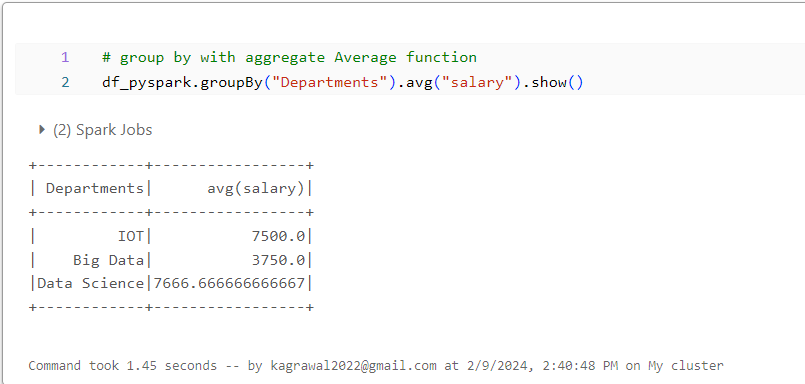 1 # group by with aggregate Average function
2 df_pyspark.groupBy("Departments").avg("salary").show()
(2) Spark Jobs
+------------+-----------------+
| Departments|      avg(salary)|
+------------+-----------------+
|         IOT|           7500.0|
|    Big Data|           3750.0|
|Data Science|7666.666666666667|
+------------+-----------------+
Command took 1.45 seconds -- by kagrawal2022@gmail.com at 2/9/2024, 2:40:48 PM on My cluster